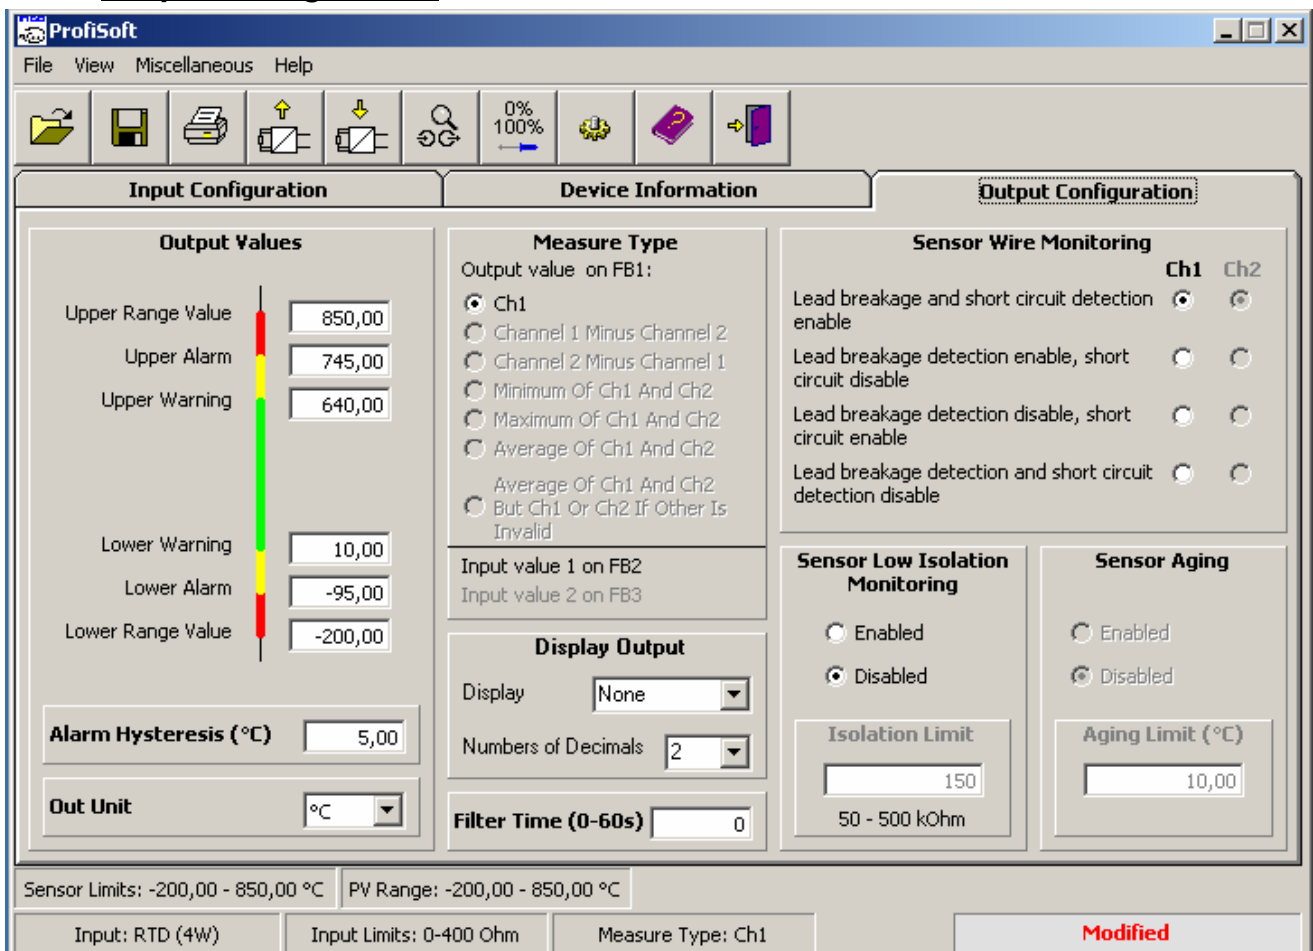 ProfiSoft
File View Miscellaneous Help
0%
100%
Input Configuration
Device Information
Output Configuration
Output Values
Upper Range Value 850,00
Upper Alarm 745,00
Upper Warning 640,00
Lower Warning 10,00
Lower Alarm -95,00
Lower Range Value -200,00
Alarm Hysteresis (°C) 5,00
Out Unit °C
Measure Type
Output value on FB1:
Ch1
Channel 1 Minus Channel 2
Channel 2 Minus Channel 1
Minimum Of Ch1 And Ch2
Maximum Of Ch1 And Ch2
Average Of Ch1 And Ch2
Average Of Ch1 And Ch2
But Ch1 Or Ch2 If Other Is
Invalid
Input value 1 on FB2
Input value 2 on FB3
Display Output
Display None
Numbers of Decimals 2
Filter Time (0-60s) 0
Sensor Wire Monitoring
Ch1 Ch2
Lead breakage and short circuit detection
enable
Lead breakage detection enable, short
circuit disable
Lead breakage detection disable, short
circuit enable
Lead breakage detection and short circuit
detection disable
Sensor Low Isolation
Monitoring
Enabled
Disabled
Isolation Limit
150
50 - 500 kOhm
Sensor Aging
Enabled
Disabled
Aging Limit (°C)
10,00
Sensor Limits: -200,00 - 850,00 °C
PV Range: -200,00 - 850,00 °C
Input: RTD (4W)
Input Limits: 0-400 Ohm
Measure Type: Ch1
Modified